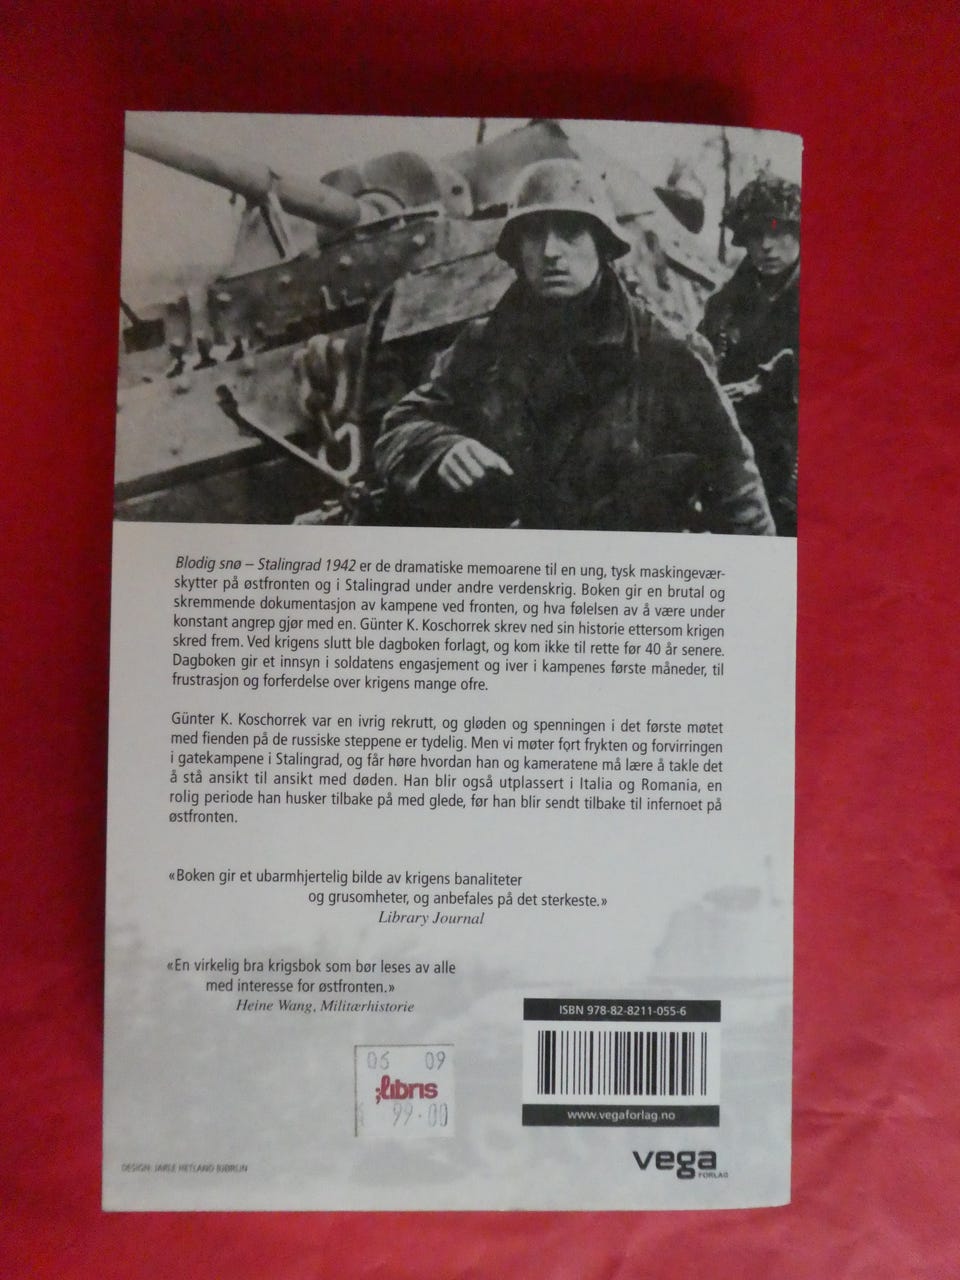 Blodig snø – Stalingrad 1942 er de dramatiske memoarene til en ung, tysk maskingevær-
skytter på østfronten og i Stalingrad under andre verdenskrig. Boken gir en brutal og
skremmende dokumentasjon av kampene ved fronten, og hva følelsen av å være under
konstant angrep gjør med en. Günter K. Koschorrek skrev ned sin historie ettersom krigen
skred frem. Ved krigens slutt ble dagboken forlagt, og kom ikke til rette før 40 år senere.
Dagboken gir et innsyn i soldatens engasjement og iver i kampenes første måneder, til
frustrasjon og forferdelse over krigens mange ofre.
Günter K. Koschorrek var en ivrig rekrutt, og gløden og spenningen i det første møtet
med fienden på de russiske steppene er tydelig. Men vi møter fort frykten og forvirringen
i gatekampene i Stalingrad, og får høre hvordan han og kameratene må lære å takle det
å stå ansikt til ansikt med døden. Han blir også utplassert i Italia og Romania, en
rolig periode han husker tilbake på med glede, før han blir sendt tilbake til infernoet på
østfronten.
«Boken gir et ubarmhjertelig bilde av krigens banaliteter
og grusomheter, og anbefales på det sterkeste.»
Library Journal
«En virkelig bra krigsbok som bør leses av alle
med interesse for østfronten.»
Heine Wang, Militærhistorie
ISBN 978-82-8211-055-6
06 09
libris
99.00
www.vegaforlag.no
vega
FORLAG
DESIGN: JARLE HETLAND